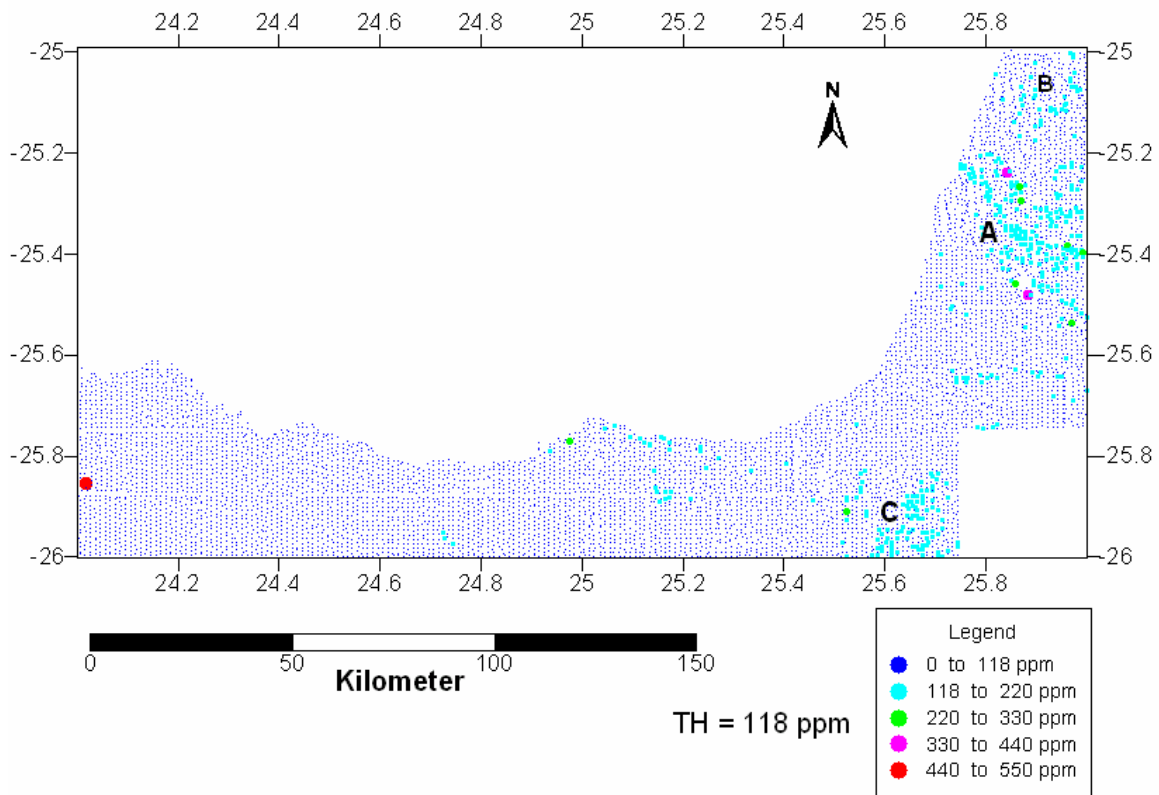 24.2 24.4 24.6 24.8 25 25.2 25.4 25.6 25.8
-25 -25
B
N
-25.2 -25.2
A
-25.4 -25.4
-25.6 -25.6
-25.8 -25.8
C
-26 -26
24.2 24.4 24.6 24.8 25 25.2 25.4 25.6 25.8
Legend
0 to 118 ppm
0 50 100 150
Kilometer
118 to 220 ppm
TH = 118 ppm
220 to 330 ppm
330 to 440 ppm
440 to 550 ppm